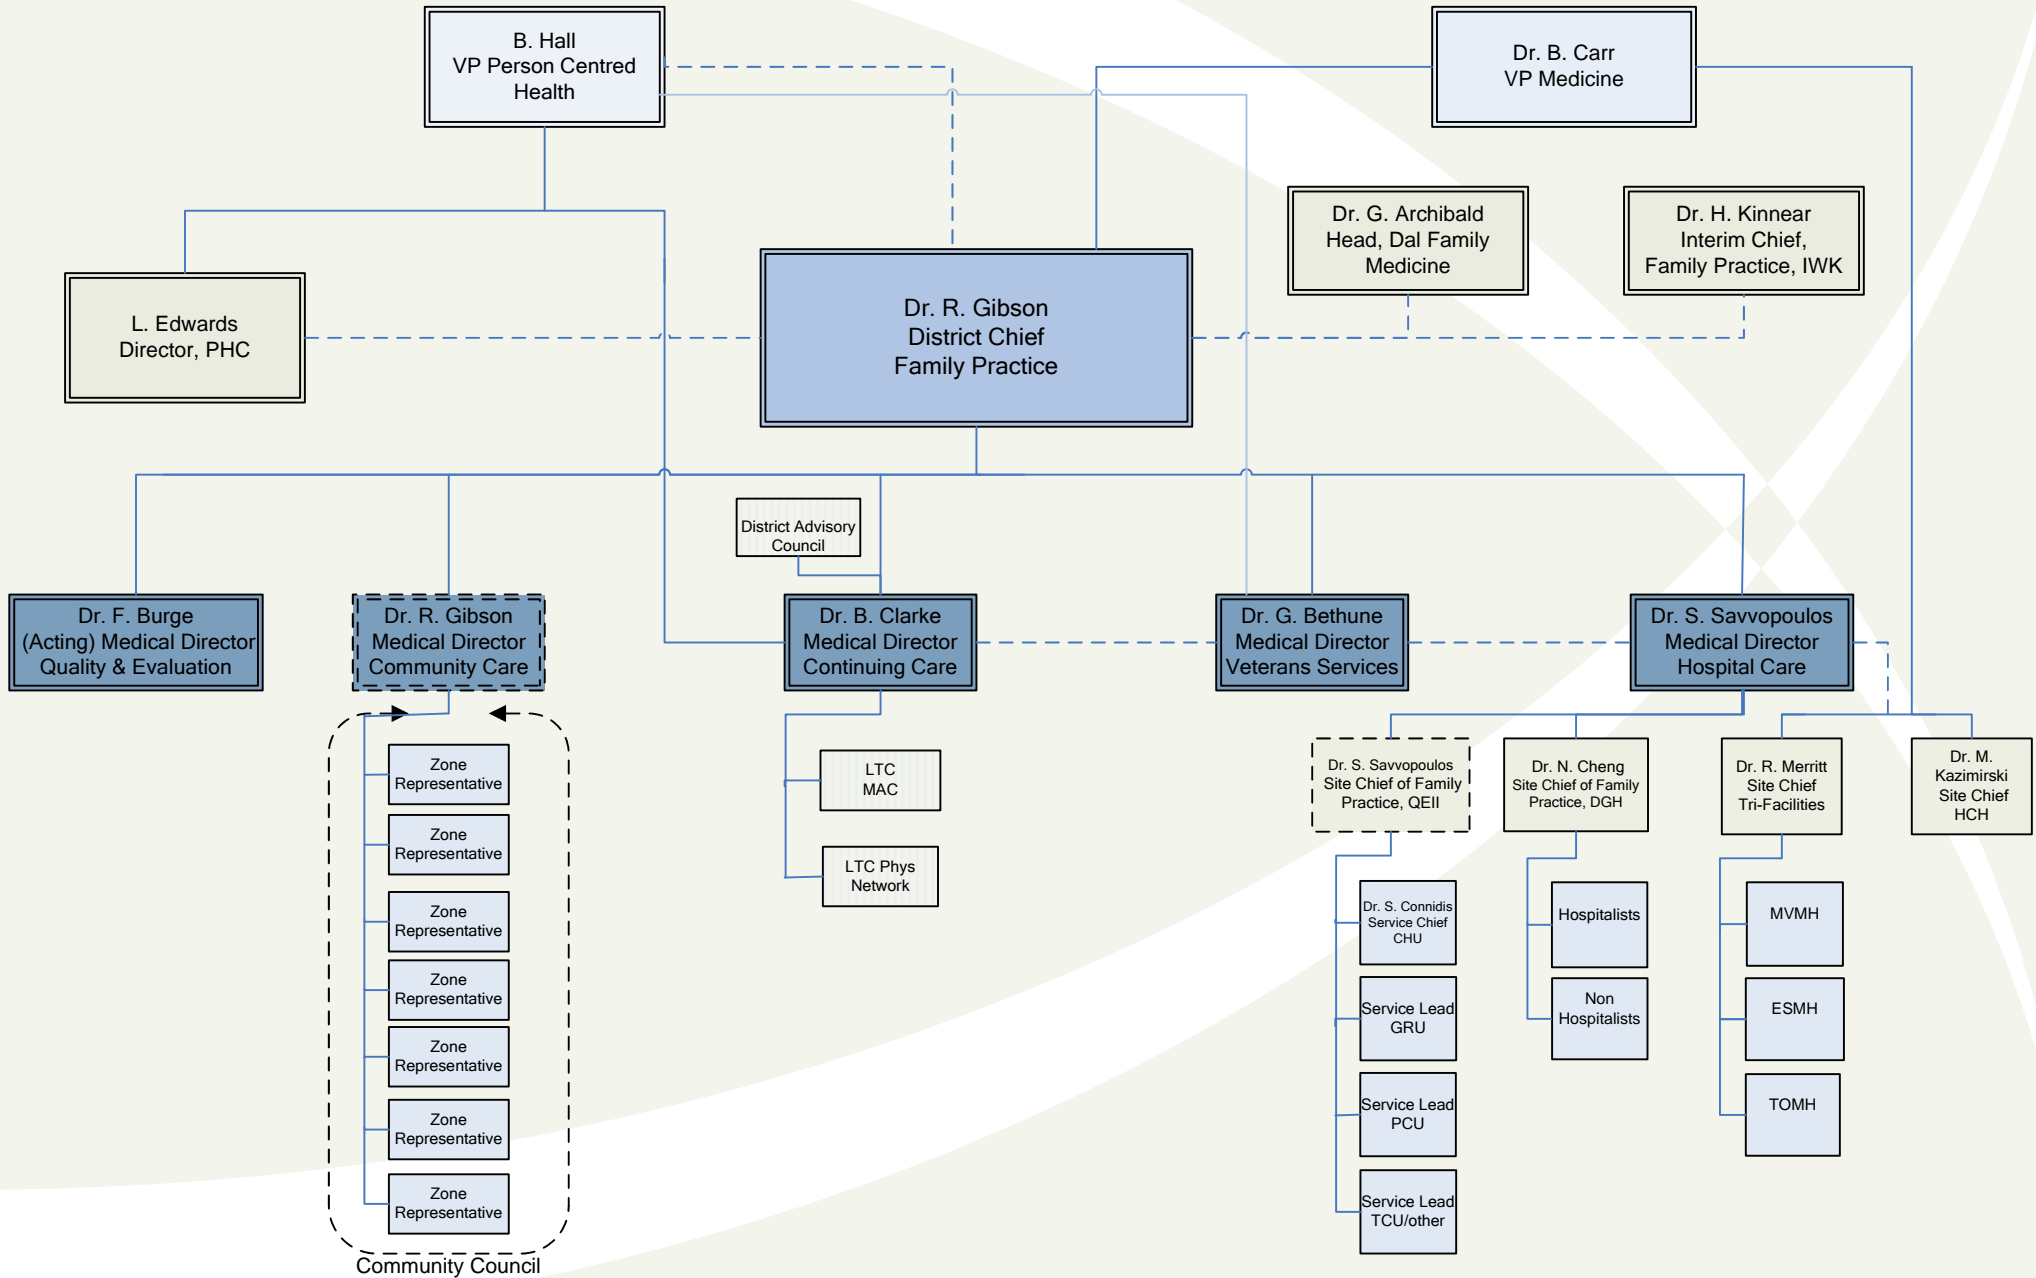 B. Hall
VP Person Centred
Health
Dr. B. Carr
VP Medicine
Dr. G. Archibald
Head, Dal Family
Medicine
Dr. H. Kinnear
Interim Chief,
Family Practice, IWK
L. Edwards
Director, PHC
Dr. R. Gibson
District Chief
Family Practice
District Advisory
Council
Dr. F. Burge
(Acting) Medical Director
Quality & Evaluation
Dr. R. Gibson
Medical Director
Community Care
Dr. B. Clarke
Medical Director
Continuing Care
Dr. G. Bethune
Medical Director
Veterans Services
Dr. S. Savvopoulos
Medical Director
Hospital Care
Zone
Representative
Zone
Representative
Zone
Representative
Zone
Representative
Zone
Representative
Zone
Representative
Zone
Representative
Community Council
LTC
MAC
LTC Phys
Network
Dr. S. Savvopoulos
Site Chief of Family
Practice, QEII
Dr. N. Cheng
Site Chief of Family
Practice, DGH
Dr. R. Merritt
Site Chief
Tri-Facilities
Dr. M.
Kazimirski
Site Chief
HCH
Dr. S. Connidis
Service Chief
CHU
Service Lead
GRU
Service Lead
PCU
Service Lead
TCU/other
Hospitalists
Non
Hospitalists
MVMH
ESMH
TOMH